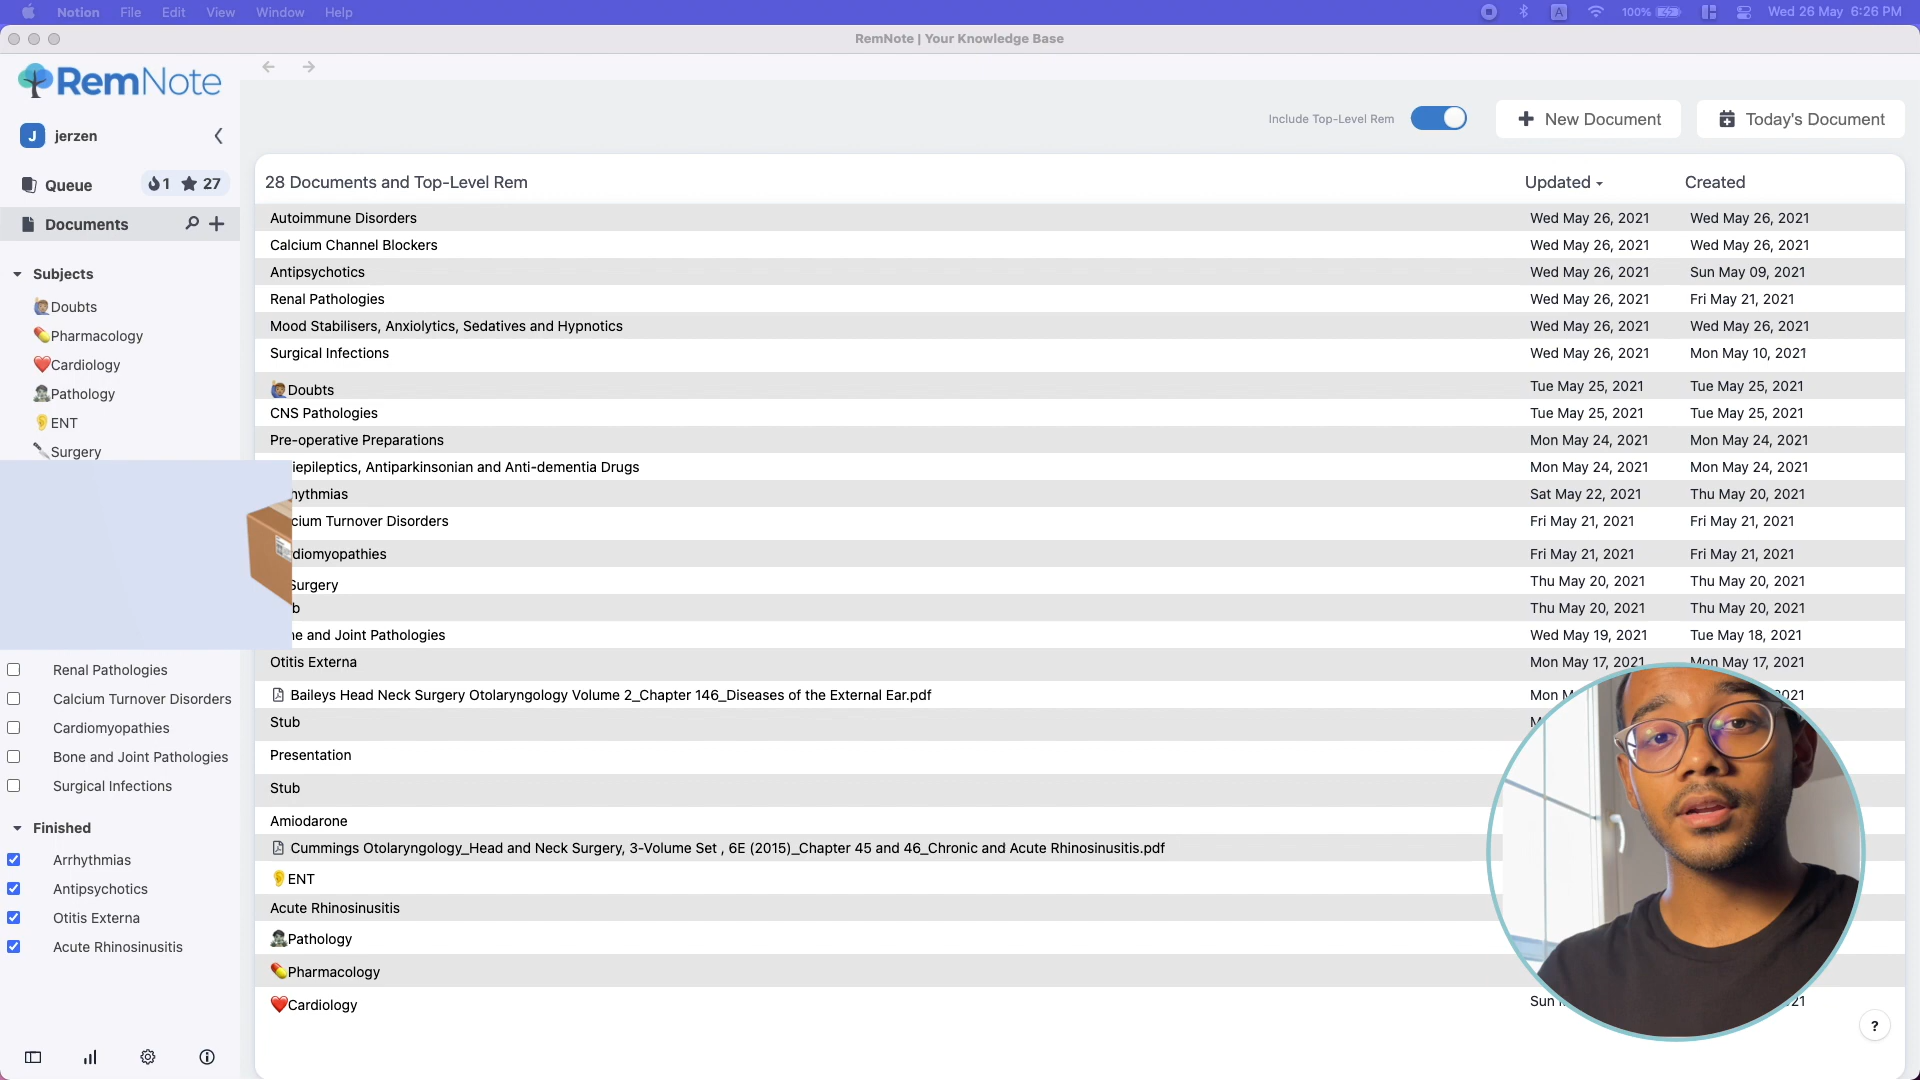 Notion File Edit View Window Help
A 100% Wed 26 May 6:26 PM
RemNote | Your Knowledge Base
RemNote
J jerzen
Include Top-Level Rem
New Document
Today's Document
Queue 1 27
Documents
28 Documents and Top-Level Rem Updated Created
Autoimmune Disorders Wed May 26, 2021 Wed May 26, 2021
Calcium Channel Blockers Wed May 26, 2021 Wed May 26, 2021
Antipsychotics Wed May 26, 2021 Sun May 09, 2021
Renal Pathologies Wed May 26, 2021 Fri May 21, 2021
Mood Stabilisers, Anxiolytics, Sedatives and Hypnotics Wed May 26, 2021 Wed May 26, 2021
Surgical Infections Wed May 26, 2021 Mon May 10, 2021
Doubts Tue May 25, 2021 Tue May 25, 2021
CNS Pathologies Tue May 25, 2021 Tue May 25, 2021
Pre-operative Preparations Mon May 24, 2021 Mon May 24, 2021
iepileptics, Antiparkinsonian and Anti-dementia Drugs Mon May 24, 2021 Mon May 24, 2021
hythmias Sat May 22, 2021 Thu May 20, 2021
cium Turnover Disorders Fri May 21, 2021 Fri May 21, 2021
diomyopathies Fri May 21, 2021 Fri May 21, 2021
Surgery Thu May 20, 2021 Thu May 20, 2021
b Thu May 20, 2021 Thu May 20, 2021
ne and Joint Pathologies Wed May 19, 2021 Tue May 18, 2021
Otitis Externa Mon May 17, 2021 Mon May 17, 2021
Baileys Head Neck Surgery Otolaryngology Volume 2_Chapter 146_Diseases of the External Ear.pdf Mon M 2021
Stub M
Presentation
Stub
Amiodarone
Cummings Otolaryngology_Head and Neck Surgery, 3-Volume Set , 6E (2015)_Chapter 45 and 46_Chronic and Acute Rhinosinusitis.pdf
ENT
Acute Rhinosinusitis
Pathology
Pharmacology
Cardiology Sun 21
Subjects
Doubts
Pharmacology
Cardiology
Pathology
ENT
Surgery
Renal Pathologies
Calcium Turnover Disorders
Cardiomyopathies
Bone and Joint Pathologies
Surgical Infections
Finished
Arrhythmias
Antipsychotics
Otitis Externa
Acute Rhinosinusitis
?